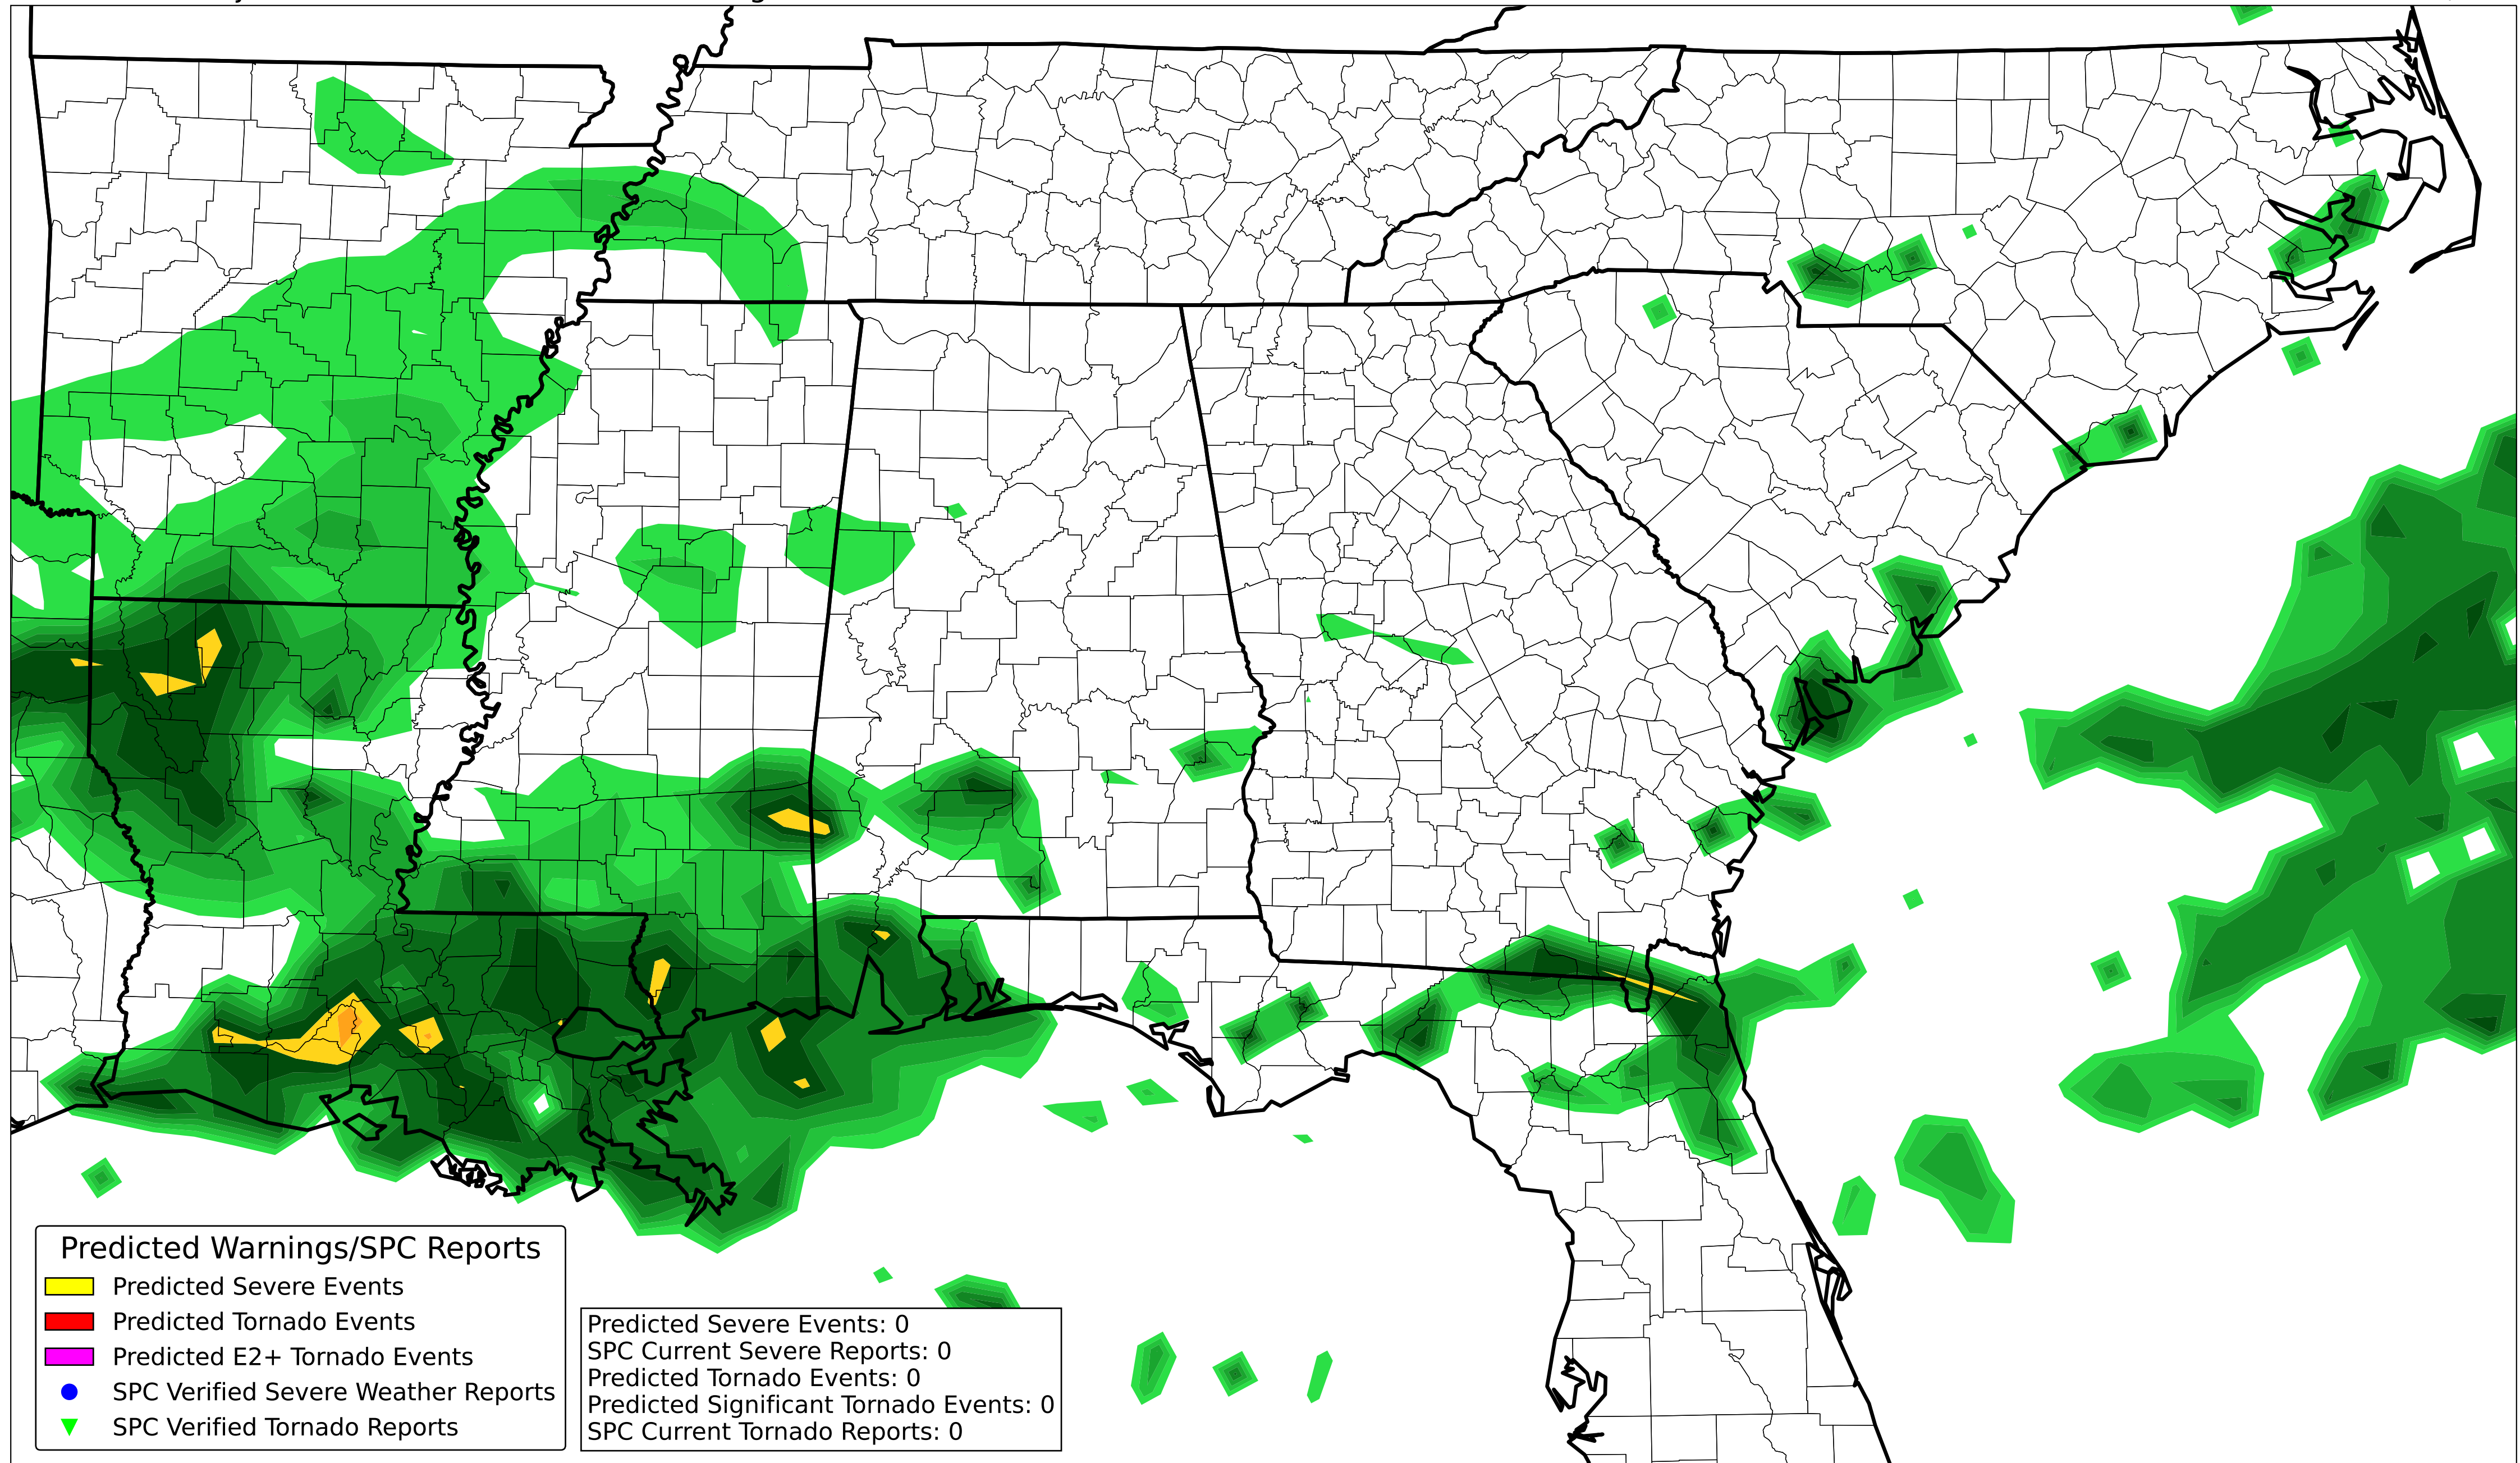 Predicted Warnings/SPC Reports
Predicted Severe Events
Predicted Tornado Events
Predicted E2+ Tornado Events
SPC Verified Severe Weather Reports
SPC Verified Tornado Reports
Predicted Severe Events: 0
SPC Current Severe Reports: 0
Predicted Tornado Events: 0
Predicted Significant Tornado Events: 0
SPC Current Tornado Reports: 0